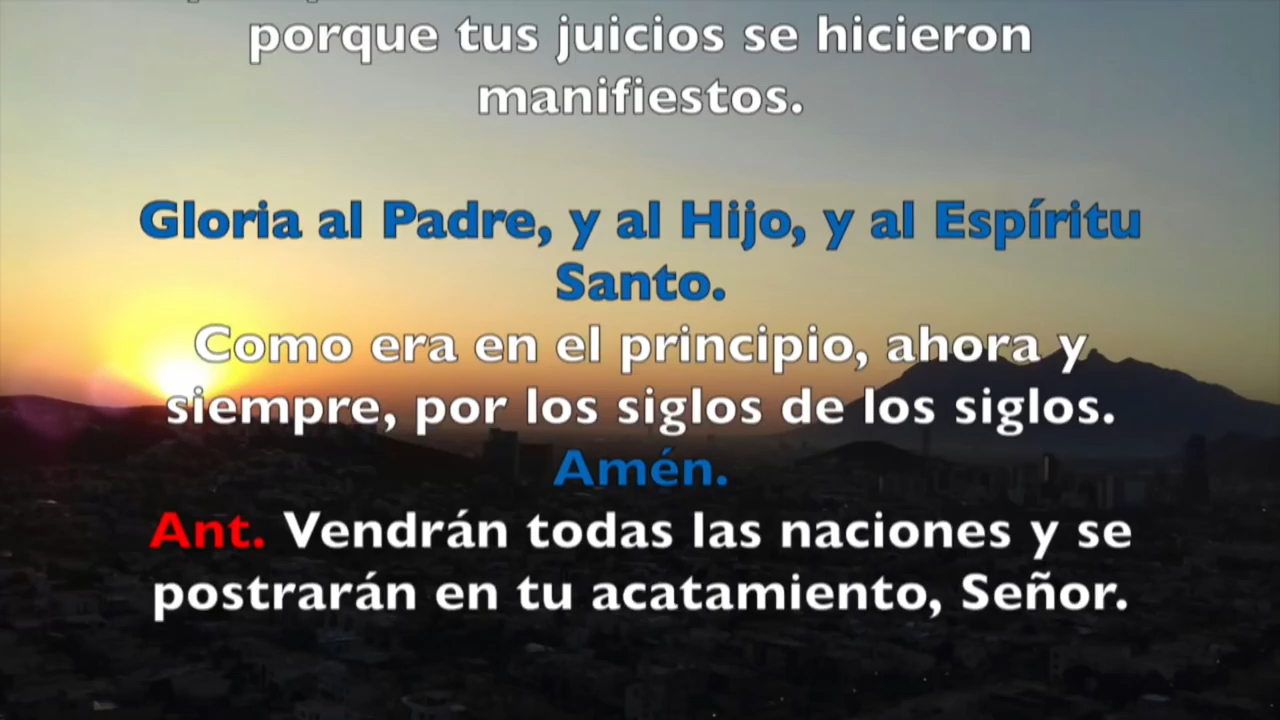 porque tus juicios se hicieron
manifiestos.
Gloria al Padre, y al Hijo, y al Espíritu
Santo.
Como era en el principio, ahora y
siempre, por los siglos de los siglos.
Amén.
Ant. Vendrán todas las naciones y se
postrarán en tu acatamiento, Señor.